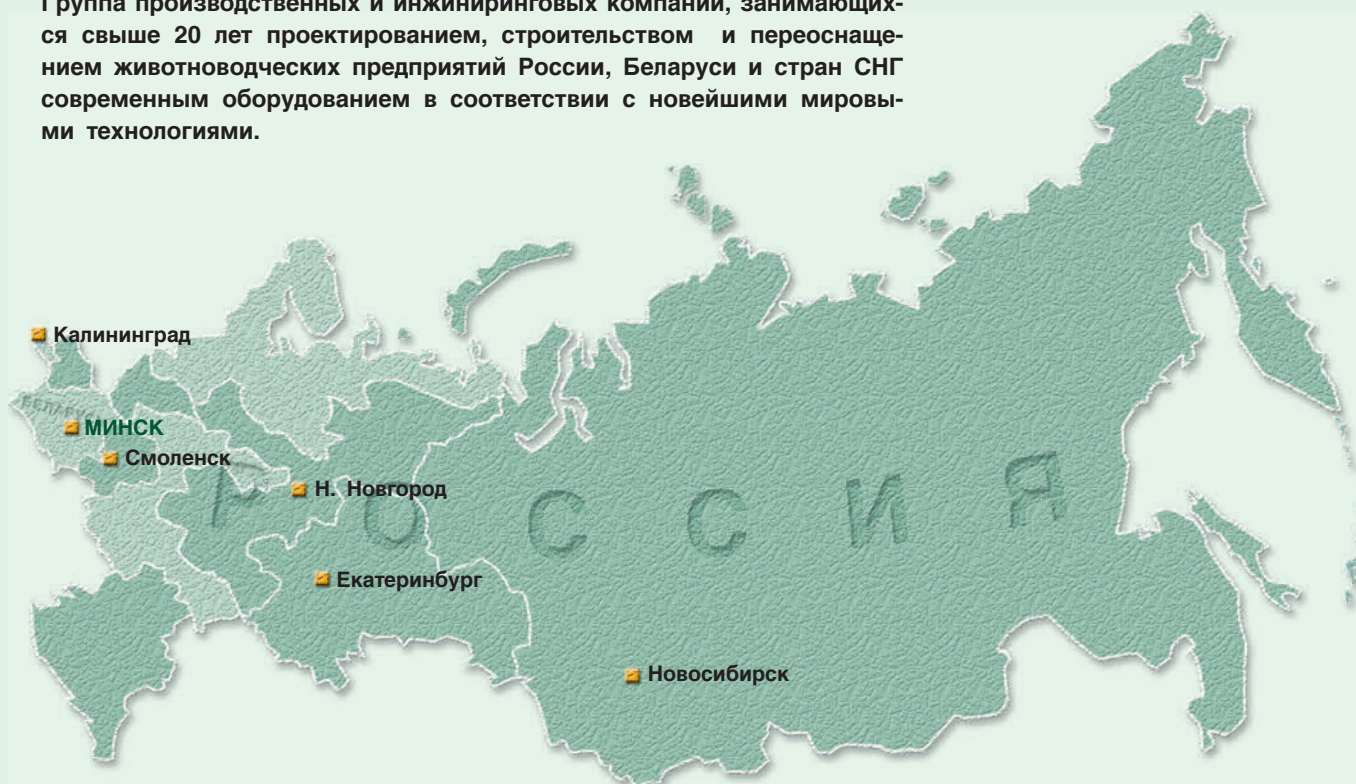 Группа производственных и инжиниринговых компаний, занимающих-
ся свыше 20 лет проектированием, строительством и переоснаще-
нием животноводческих предприятий России, Беларуси и стран СНГ
современным оборудованием в соответствии с новейшими мировы-
ми технологиями.
Калининград
БЕЛАРУСЬ
МИНСК
Смоленск
Н. Новгород
РОССИЯ
Екатеринбург
Новосибирск